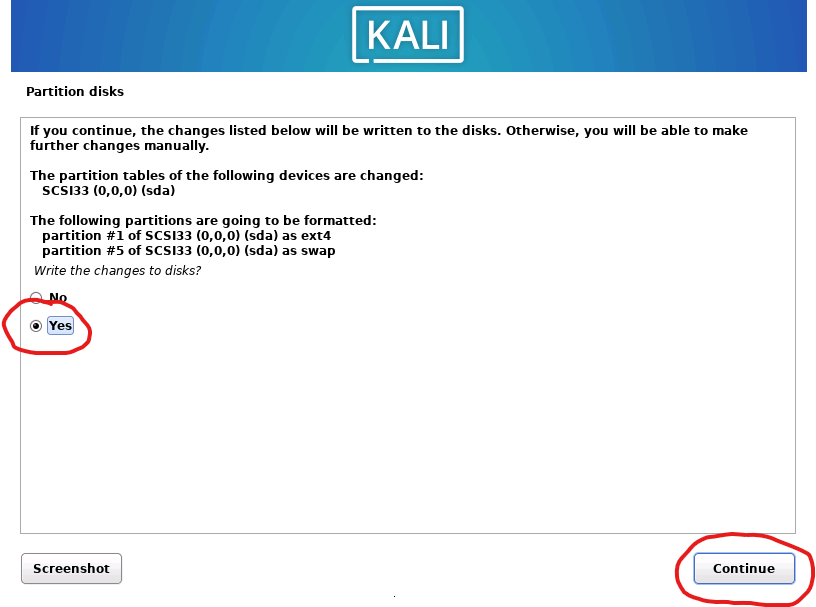 KALI
Partition disks
If you continue, the changes listed below will be written to the disks. Otherwise, you will be able to make
further changes manually.
The partition tables of the following devices are changed:
SCSI33 (0,0,0) (sda)
The following partitions are going to be formatted:
partition #1 of SCSI33 (0,0,0) (sda) as ext4
partition #5 of SCSI33 (0,0,0) (sda) as swap
Write the changes to disks?
No
Yes
Screenshot
Continue